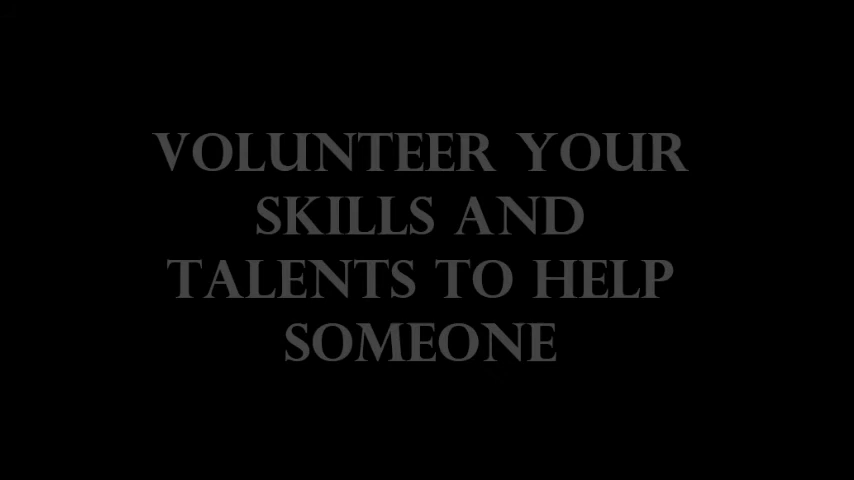 VOLUNTEER YOUR
SKILLS AND
TALENTS TO HELP
SOMEONE